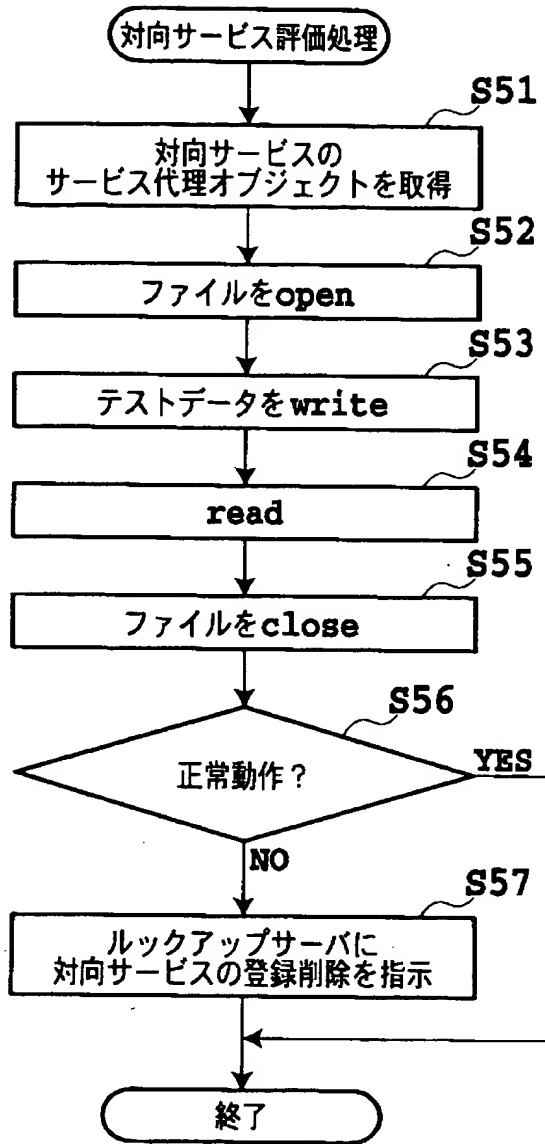 対向サービス評価処理
S51
対向サービスの
サービス代理オブジェクトを取得
S52
ファイルをopen
S53
テストデータをwrite
S54
read
S55
ファイルをclose
S56
正常動作？
YES
NO
S57
ルックアップサーバに
対向サービスの登録削除を指示
終了